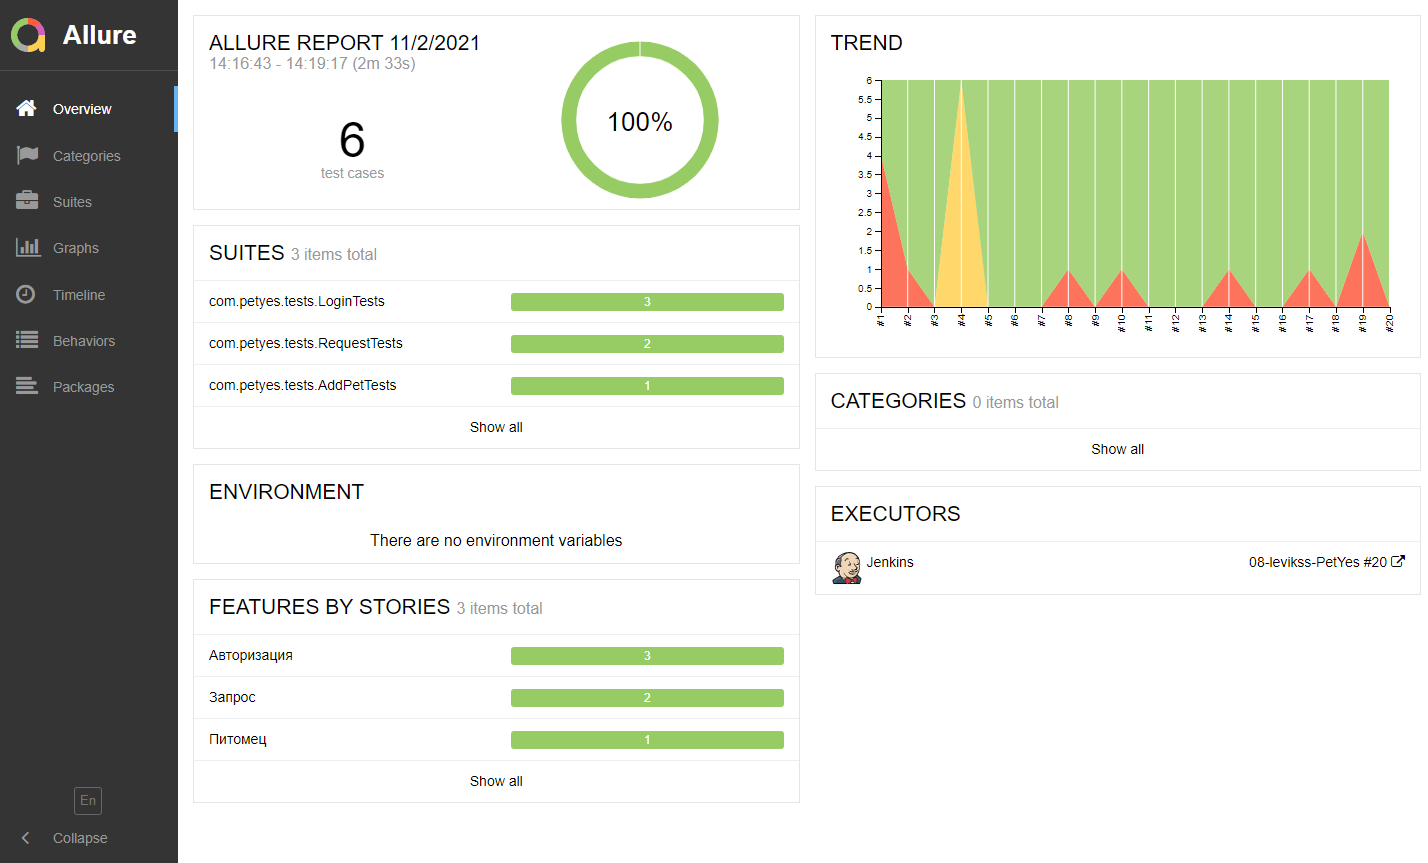 Allure
Overview
Categories
Suites
Graphs
Timeline
Behaviors
Packages
En
Collapse
ALLURE REPORT 11/2/2021
14:16:43 - 14:19:17 (2m 33s)
6
test cases
100%
SUITES 3 items total
com.petyes.tests.LoginTests 3
com.petyes.tests.RequestTests 2
com.petyes.tests.AddPetTests 1
Show all
ENVIRONMENT
There are no environment variables
FEATURES BY STORIES 3 items total
Авторизация 3
Запрос 2
Питомец 1
Show all
TREND
6
5.5
5
4.5
4
3.5
3
2.5
2
1.5
1
0.5
0
#1 #2 #3 #4 #5 #6 #7 #8 #9 #10 #11 #12 #13 #14 #15 #16 #17 #18 #19 #20
CATEGORIES 0 items total
Show all
EXECUTORS
Jenkins 08-levikss-PetYes #20